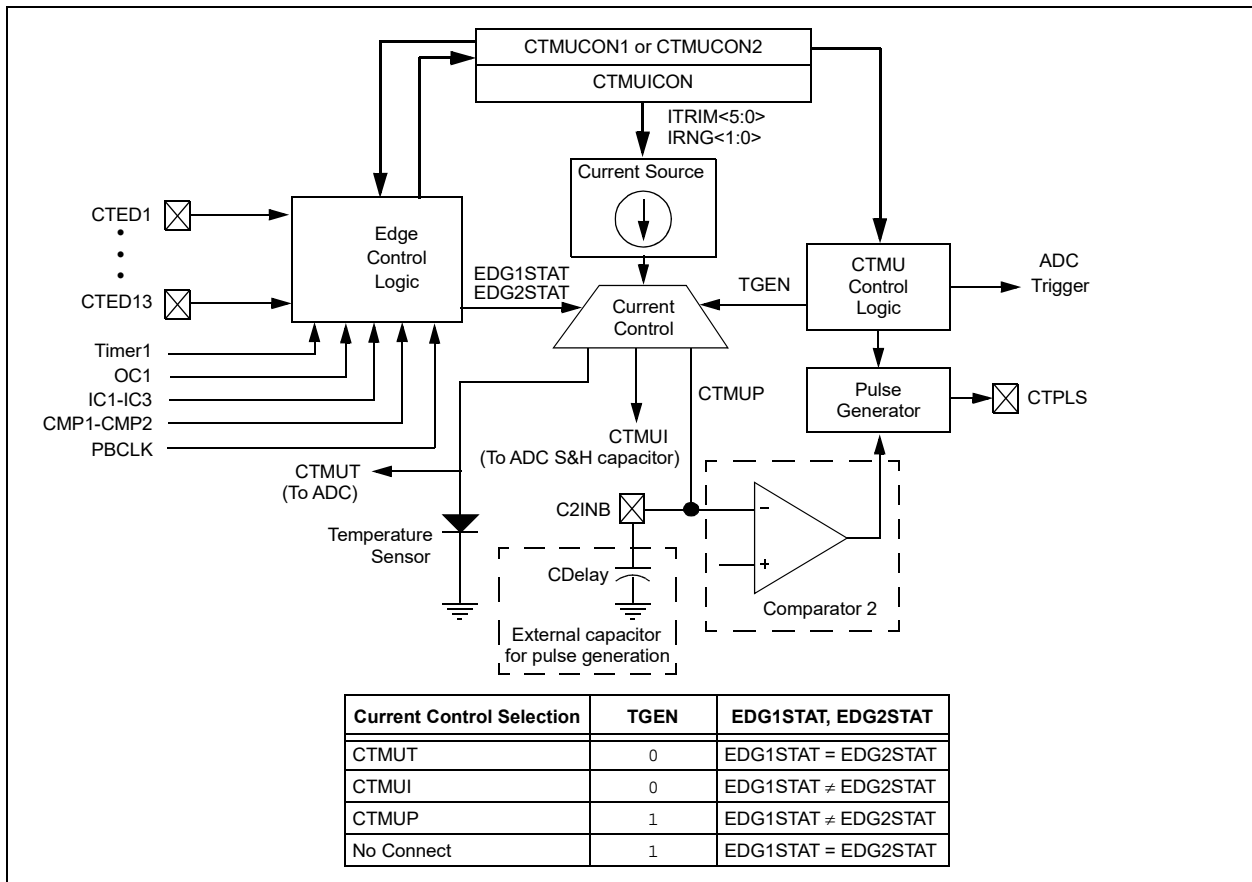 CTMUCON1 or CTMUCON2
CTMUICON
ITRIM<5:0>
IRNG<1:0>
Current Source
CTED1
CTED13
Edge
Control
Logic
EDG1STAT
EDG2STAT
Current
Control
TGEN
CTMU
Control
Logic
ADC
Trigger
Timer1
OC1
IC1-IC3
CMP1-CMP2
PBCLK
CTMUP
Pulse
Generator
CTPLS
CTMUT
(To ADC)
CTMUI
(To ADC S&H capacitor)
C2INB
–
+
Temperature
Sensor
CDelay
Comparator 2
External capacitor
for pulse generation
Current Control Selection TGEN EDG1STAT, EDG2STAT
CTMUT 0 EDG1STAT = EDG2STAT
CTMUI 0 EDG1STAT ≠ EDG2STAT
CTMUP 1 EDG1STAT ≠ EDG2STAT
No Connect 1 EDG1STAT = EDG2STAT